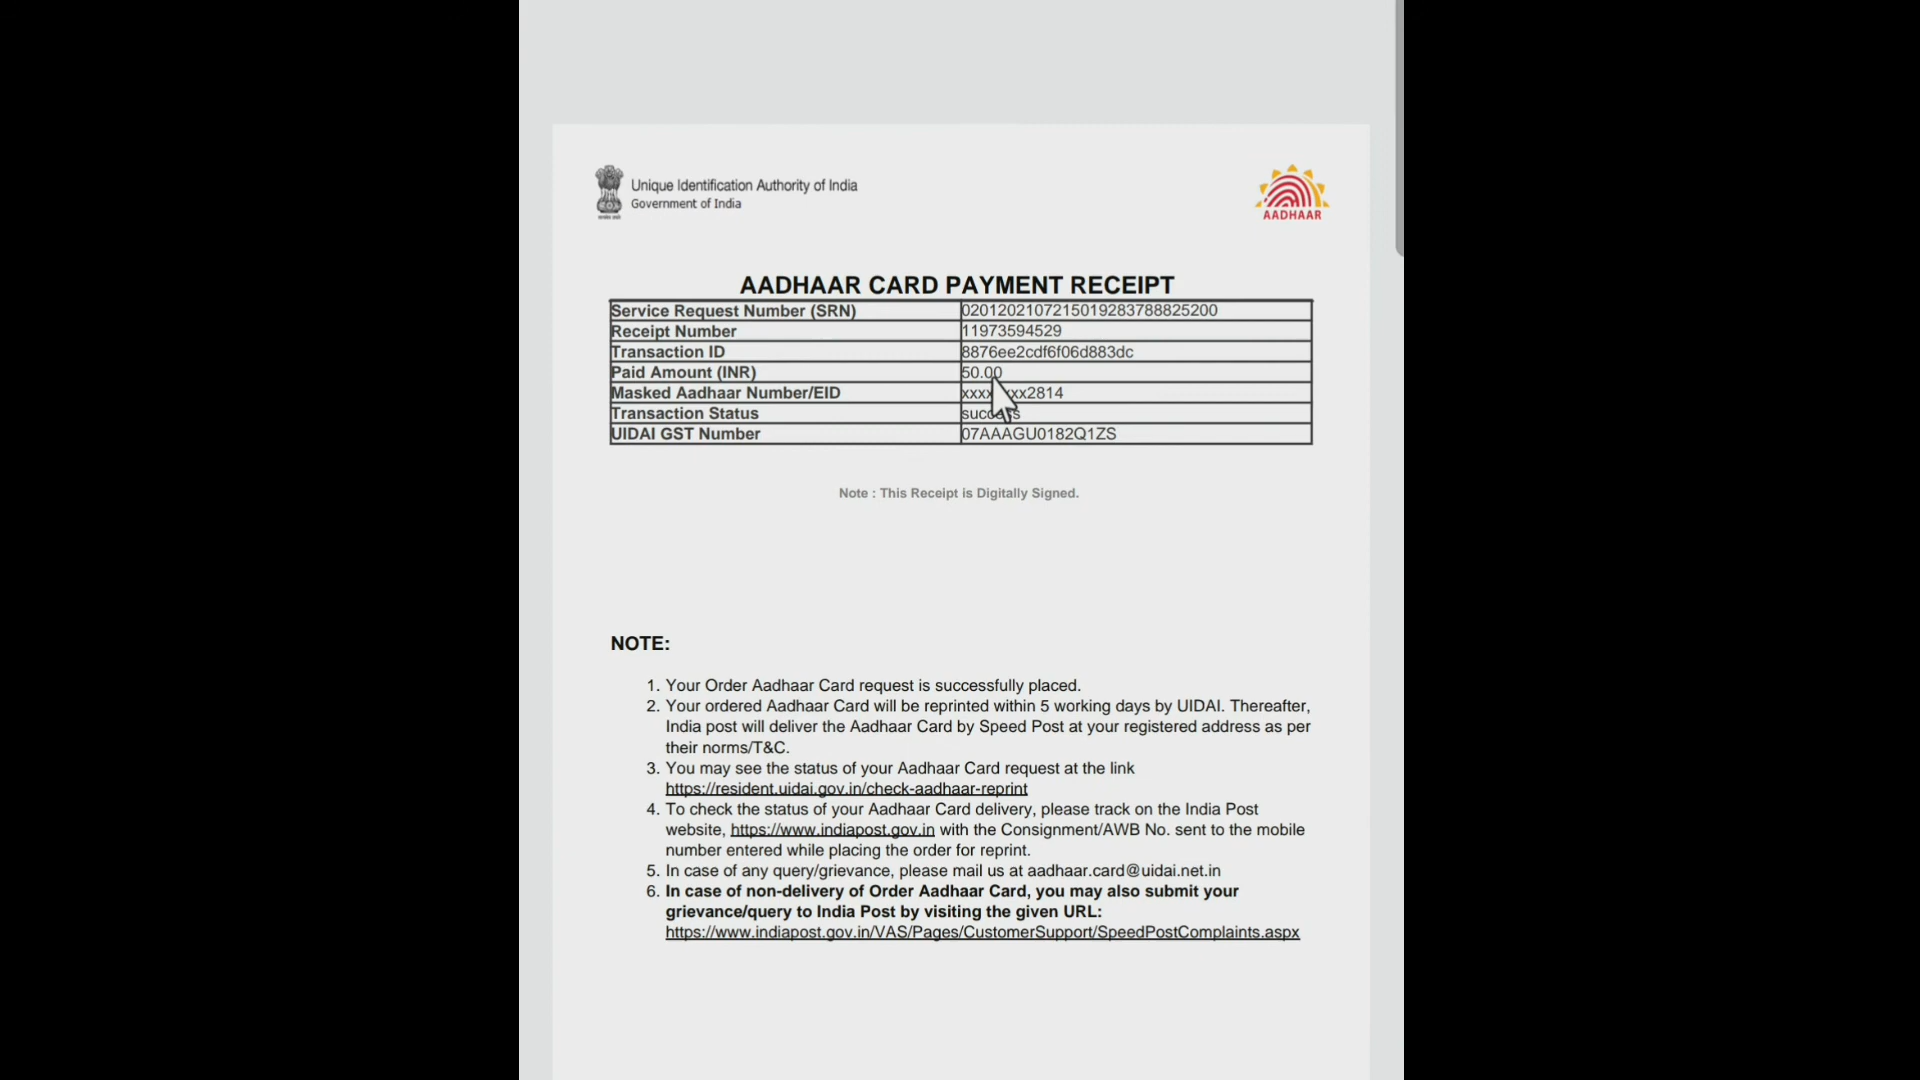 Unique Identification Authority of India
Government of India
AADHAAR
AADHAAR CARD PAYMENT RECEIPT
Service Request Number (SRN) 0201202107215019283788825200
Receipt Number 11973594529
Transaction ID 8876ee2cdf6f06d883dc
Paid Amount (INR) 50.00
Masked Aadhaar Number/EID xxxxxxxx2814
Transaction Status success
UIDAI GST Number 07AAAGU0182Q1ZS
Note : This Receipt is Digitally Signed.
NOTE:
1. Your Order Aadhaar Card request is successfully placed.
2. Your ordered Aadhaar Card will be reprinted within 5 working days by UIDAI. Thereafter,
India post will deliver the Aadhaar Card by Speed Post at your registered address as per
their norms/T&C.
3. You may see the status of your Aadhaar Card request at the link
https://resident.uidai.gov.in/check-aadhaar-reprint
4. To check the status of your Aadhaar Card delivery, please track on the India Post
website, https://www.indiapost.gov.in with the Consignment/AWB No. sent to the mobile
number entered while placing the order for reprint.
5. In case of any query/grievance, please mail us at aadhaar.card@uidai.net.in
6. In case of non-delivery of Order Aadhaar Card, you may also submit your
grievance/query to India Post by visiting the given URL:
https://www.indiapost.gov.in/VAS/Pages/CustomerSupport/SpeedPostComplaints.aspx